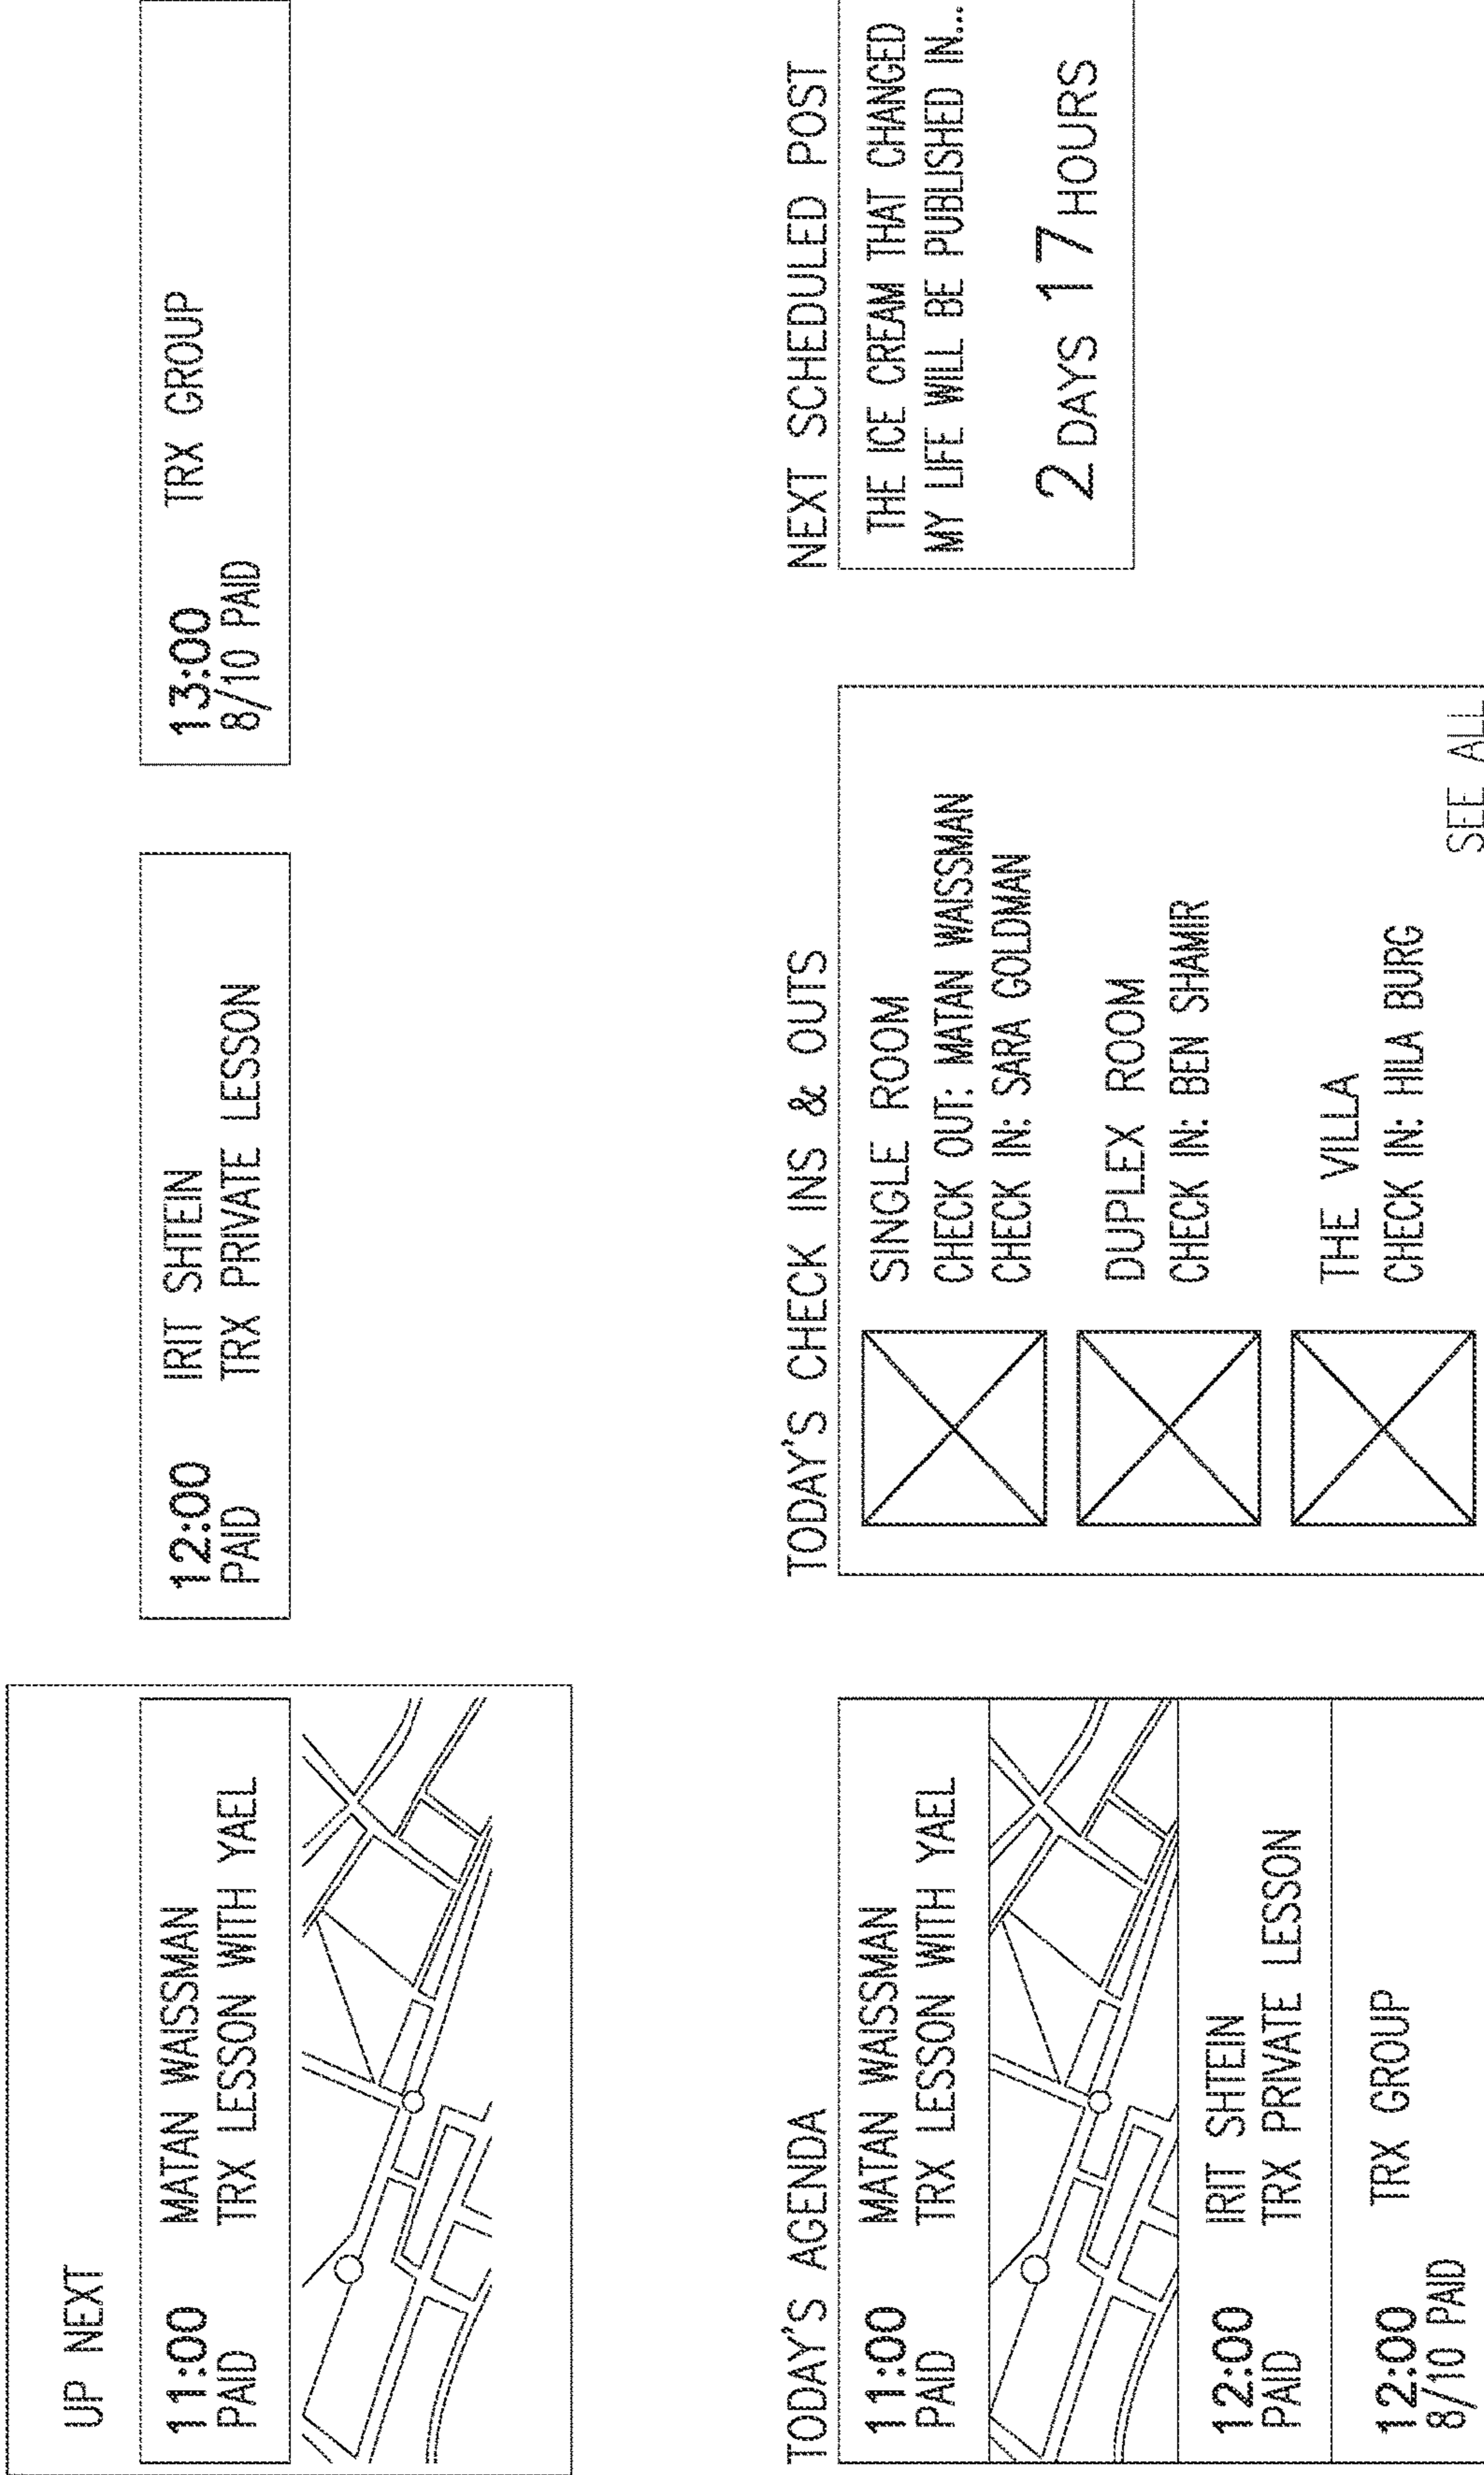 UP NEXT
11:00 MATAN WAISSMAN
PAID TRX LESSON WITH YAEL
12:00 IRIT SHTEIN
PAID TRX PRIVATE LESSON
13:00 TRX GROUP
8/10 PAID
TODAY'S AGENDA
11:00 MATAN WAISSMAN
PAID TRX LESSON WITH YAEL
12:00 IRIT SHTEIN
PAID TRX PRIVATE LESSON
12:00 TRX GROUP
8/10 PAID
TODAY'S CHECK INS & OUTS
SINGLE ROOM
CHECK OUT: MATAN WAISSMAN
CHECK IN: SARA GOLDMAN
DUPLEX ROOM
CHECK IN: BEN SHAMIR
THE VILLA
CHECK IN: HILA BURG
SEE ALL
NEXT SCHEDULED POST
THE ICE CREAM THAT CHANGED
MY LIFE WILL BE PUBLISHED IN...
2 DAYS 17 HOURS